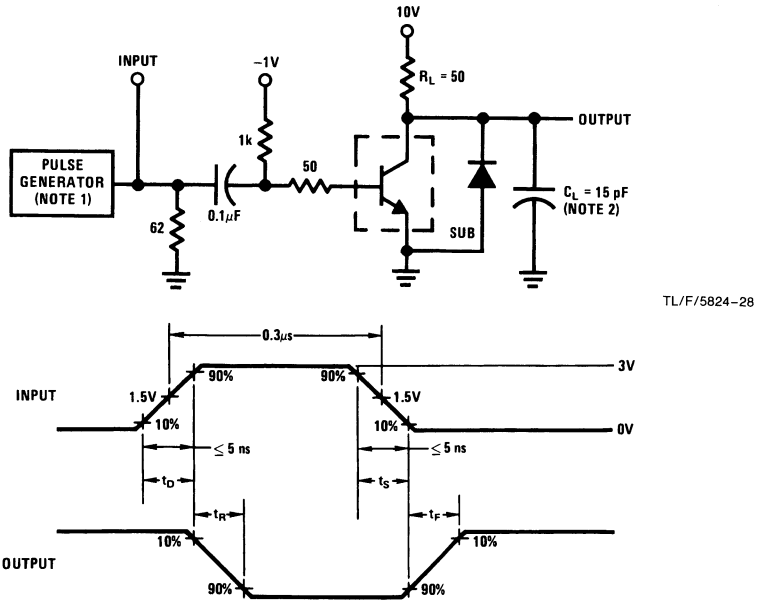 10V
INPUT
−1V
R_L = 50
OUTPUT
1k
PULSE
GENERATOR
(NOTE 1)
50
0.1μF
C_L = 15 pF
(NOTE 2)
62
SUB
TL/F/5824–28
0.3μs
90%
90%
3V
INPUT
1.5V
1.5V
10%
10%
0V
≤ 5 ns
≤ 5 ns
t_D
t_S
t_R
t_F
10%
10%
OUTPUT
90%
90%